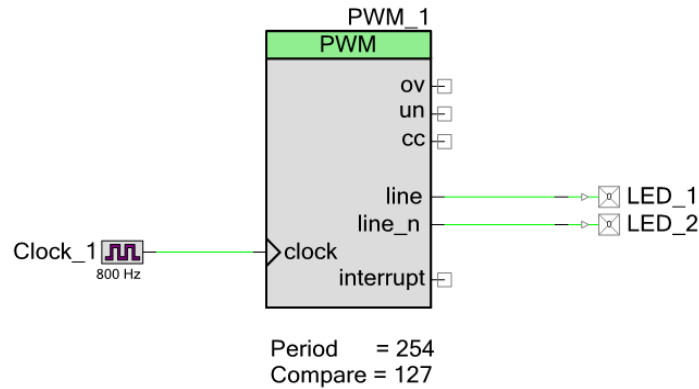 PWM_1
PWM
ov
un
cc
line
LED_1
line_n
LED_2
Clock_1
800 Hz
clock
interrupt
Period = 254
Compare = 127